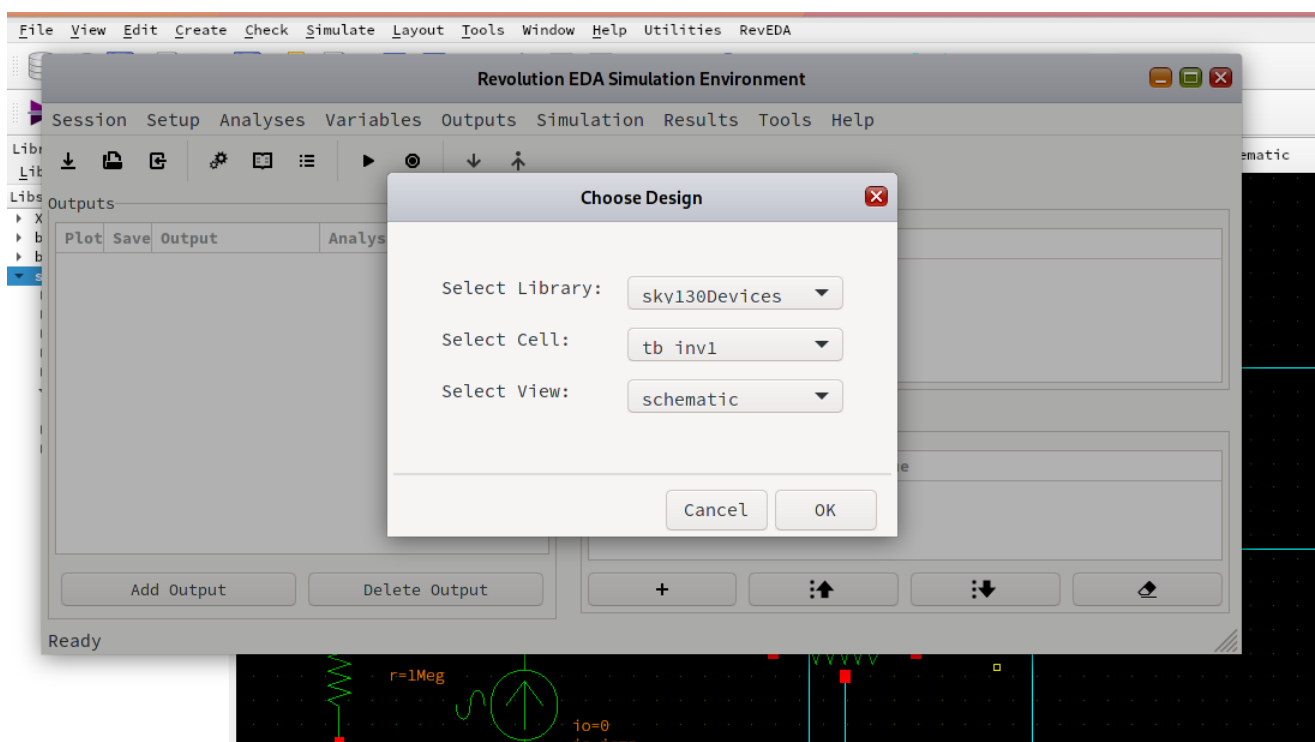 File View Edit Create Check Simulate Layout Tools Window Help Utilities RevEDA
Revolution EDA Simulation Environment
Session Setup Analyses Variables Outputs Simulation Results Tools Help
ematic
Libs
Outputs
Choose Design
Plot Save Output Analys
Select Library: sky130Devices
Select Cell: tb inv1
Select View: schematic
Cancel OK
Add Output Delete Output
+
Ready
r=1Meg
io=0